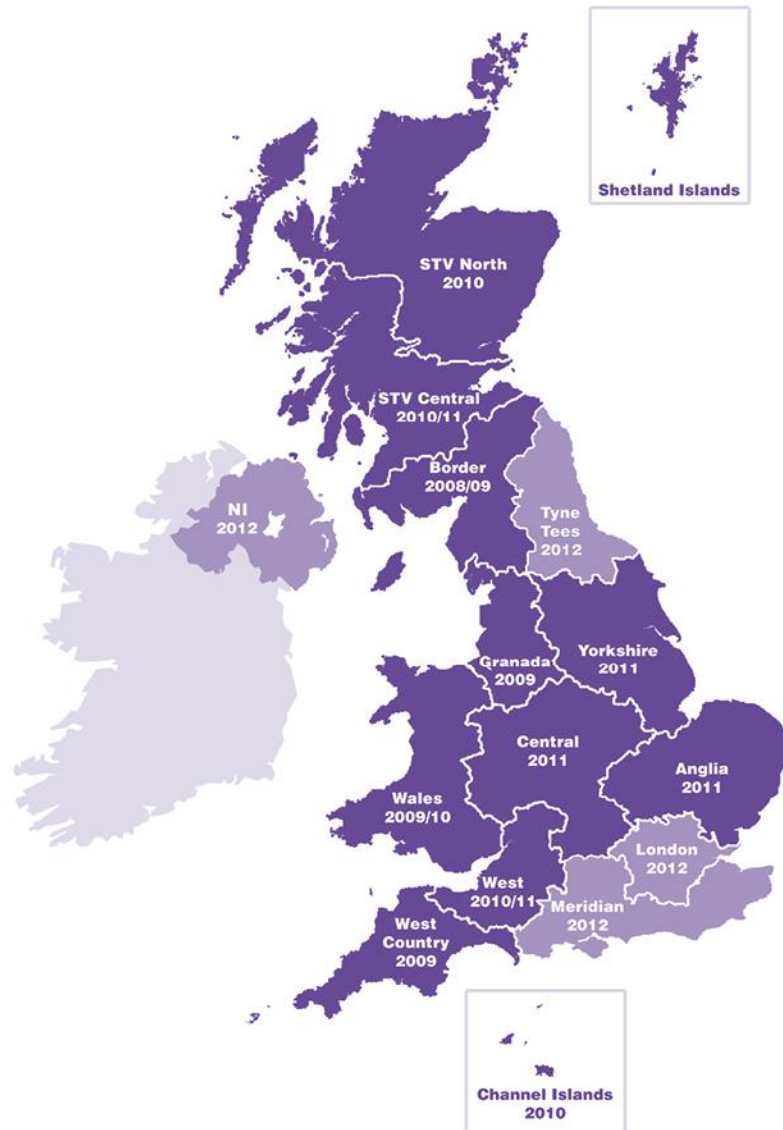 Shetland Islands
STV North
2010
STV Central
2010/11
Border
2008/09
NI
2012
Tyne
Tees
2012
Granada
2009
Yorkshire
2011
Central
2011
Anglia
2011
Wales
2009/10
London
2012
West
2010/11
Meridian
2012
West
Country
2009
Channel Islands
2010